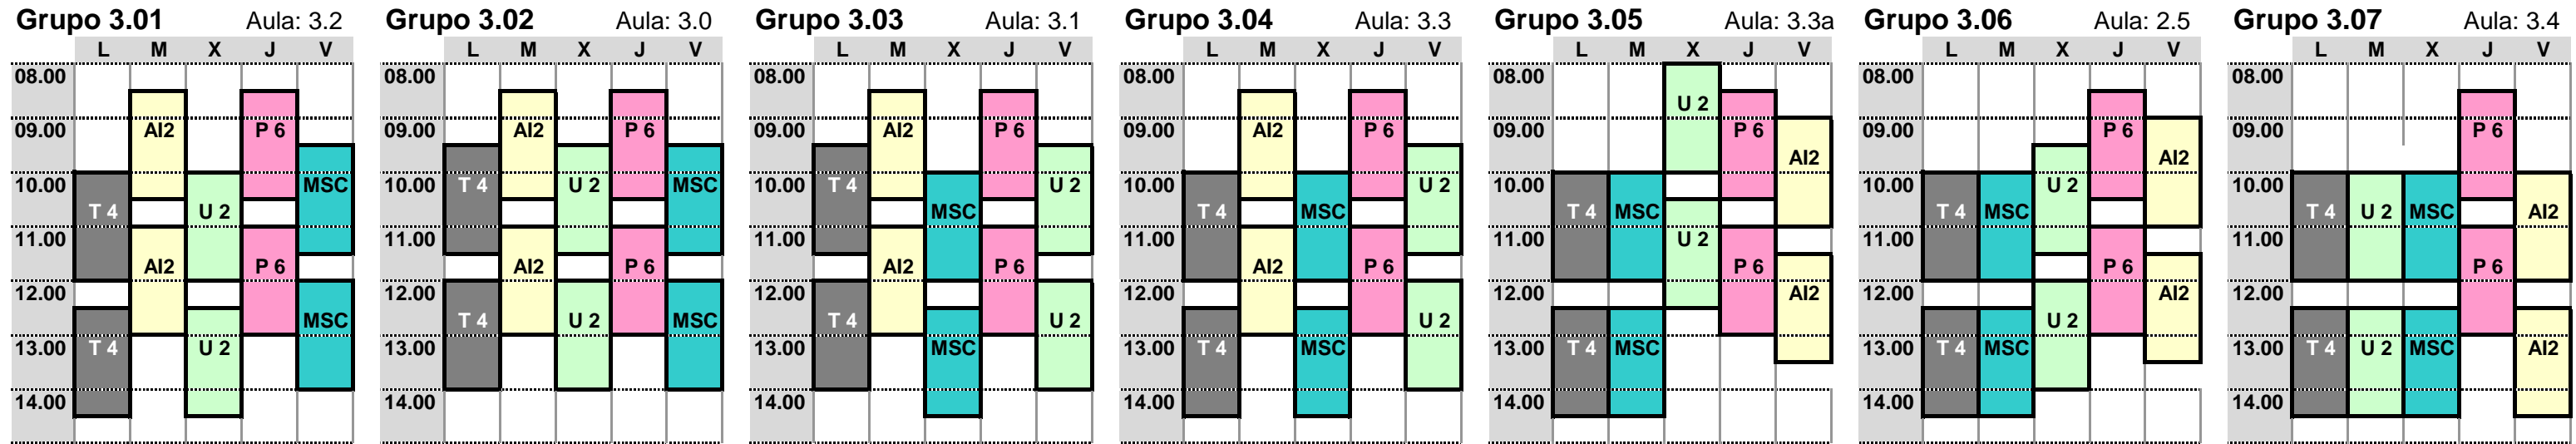 Grupo 3.01 Aula: 3.2 Grupo 3.02 Aula: 3.0 Grupo 3.03 Aula: 3.1 Grupo 3.04 Aula: 3.3 Grupo 3.05 Aula: 3.3a Grupo 3.06 Aula: 2.5 Grupo 3.07 Aula: 3.4
L M X J V L M X J V L M X J V L M X J V L M X J V L M X J V L M X J V
08.00 08.00 08.00 08.00 08.00 08.00 08.00
U 2
09.00 AI2 P 6 09.00 AI2 P 6 09.00 AI2 P 6 09.00 AI2 P 6 09.00 P 6 09.00 P 6 09.00 P 6
AI2 AI2
10.00 MSC 10.00 T 4 U 2 MSC 10.00 T 4 U 2 10.00 U 2 10.00 10.00 U 2 10.00
T 4 U 2 MSC T 4 MSC T 4 MSC T 4 MSC T 4 U 2 MSC AI2
11.00 11.00 11.00 11.00 11.00 U 2 11.00 11.00
AI2 P 6 AI2 P 6 AI2 P 6 AI2 P 6 P 6 P 6 P 6
12.00 12.00 12.00 12.00 12.00 AI2 12.00 AI2 12.00
MSC T 4 U 2 MSC T 4 U 2 U 2 U 2
13.00 T 4 U 2 13.00 13.00 MSC 13.00 T 4 MSC 13.00 T 4 MSC 13.00 T 4 MSC 13.00 T 4 U 2 MSC AI2
14.00 14.00 14.00 14.00 14.00 14.00 14.00